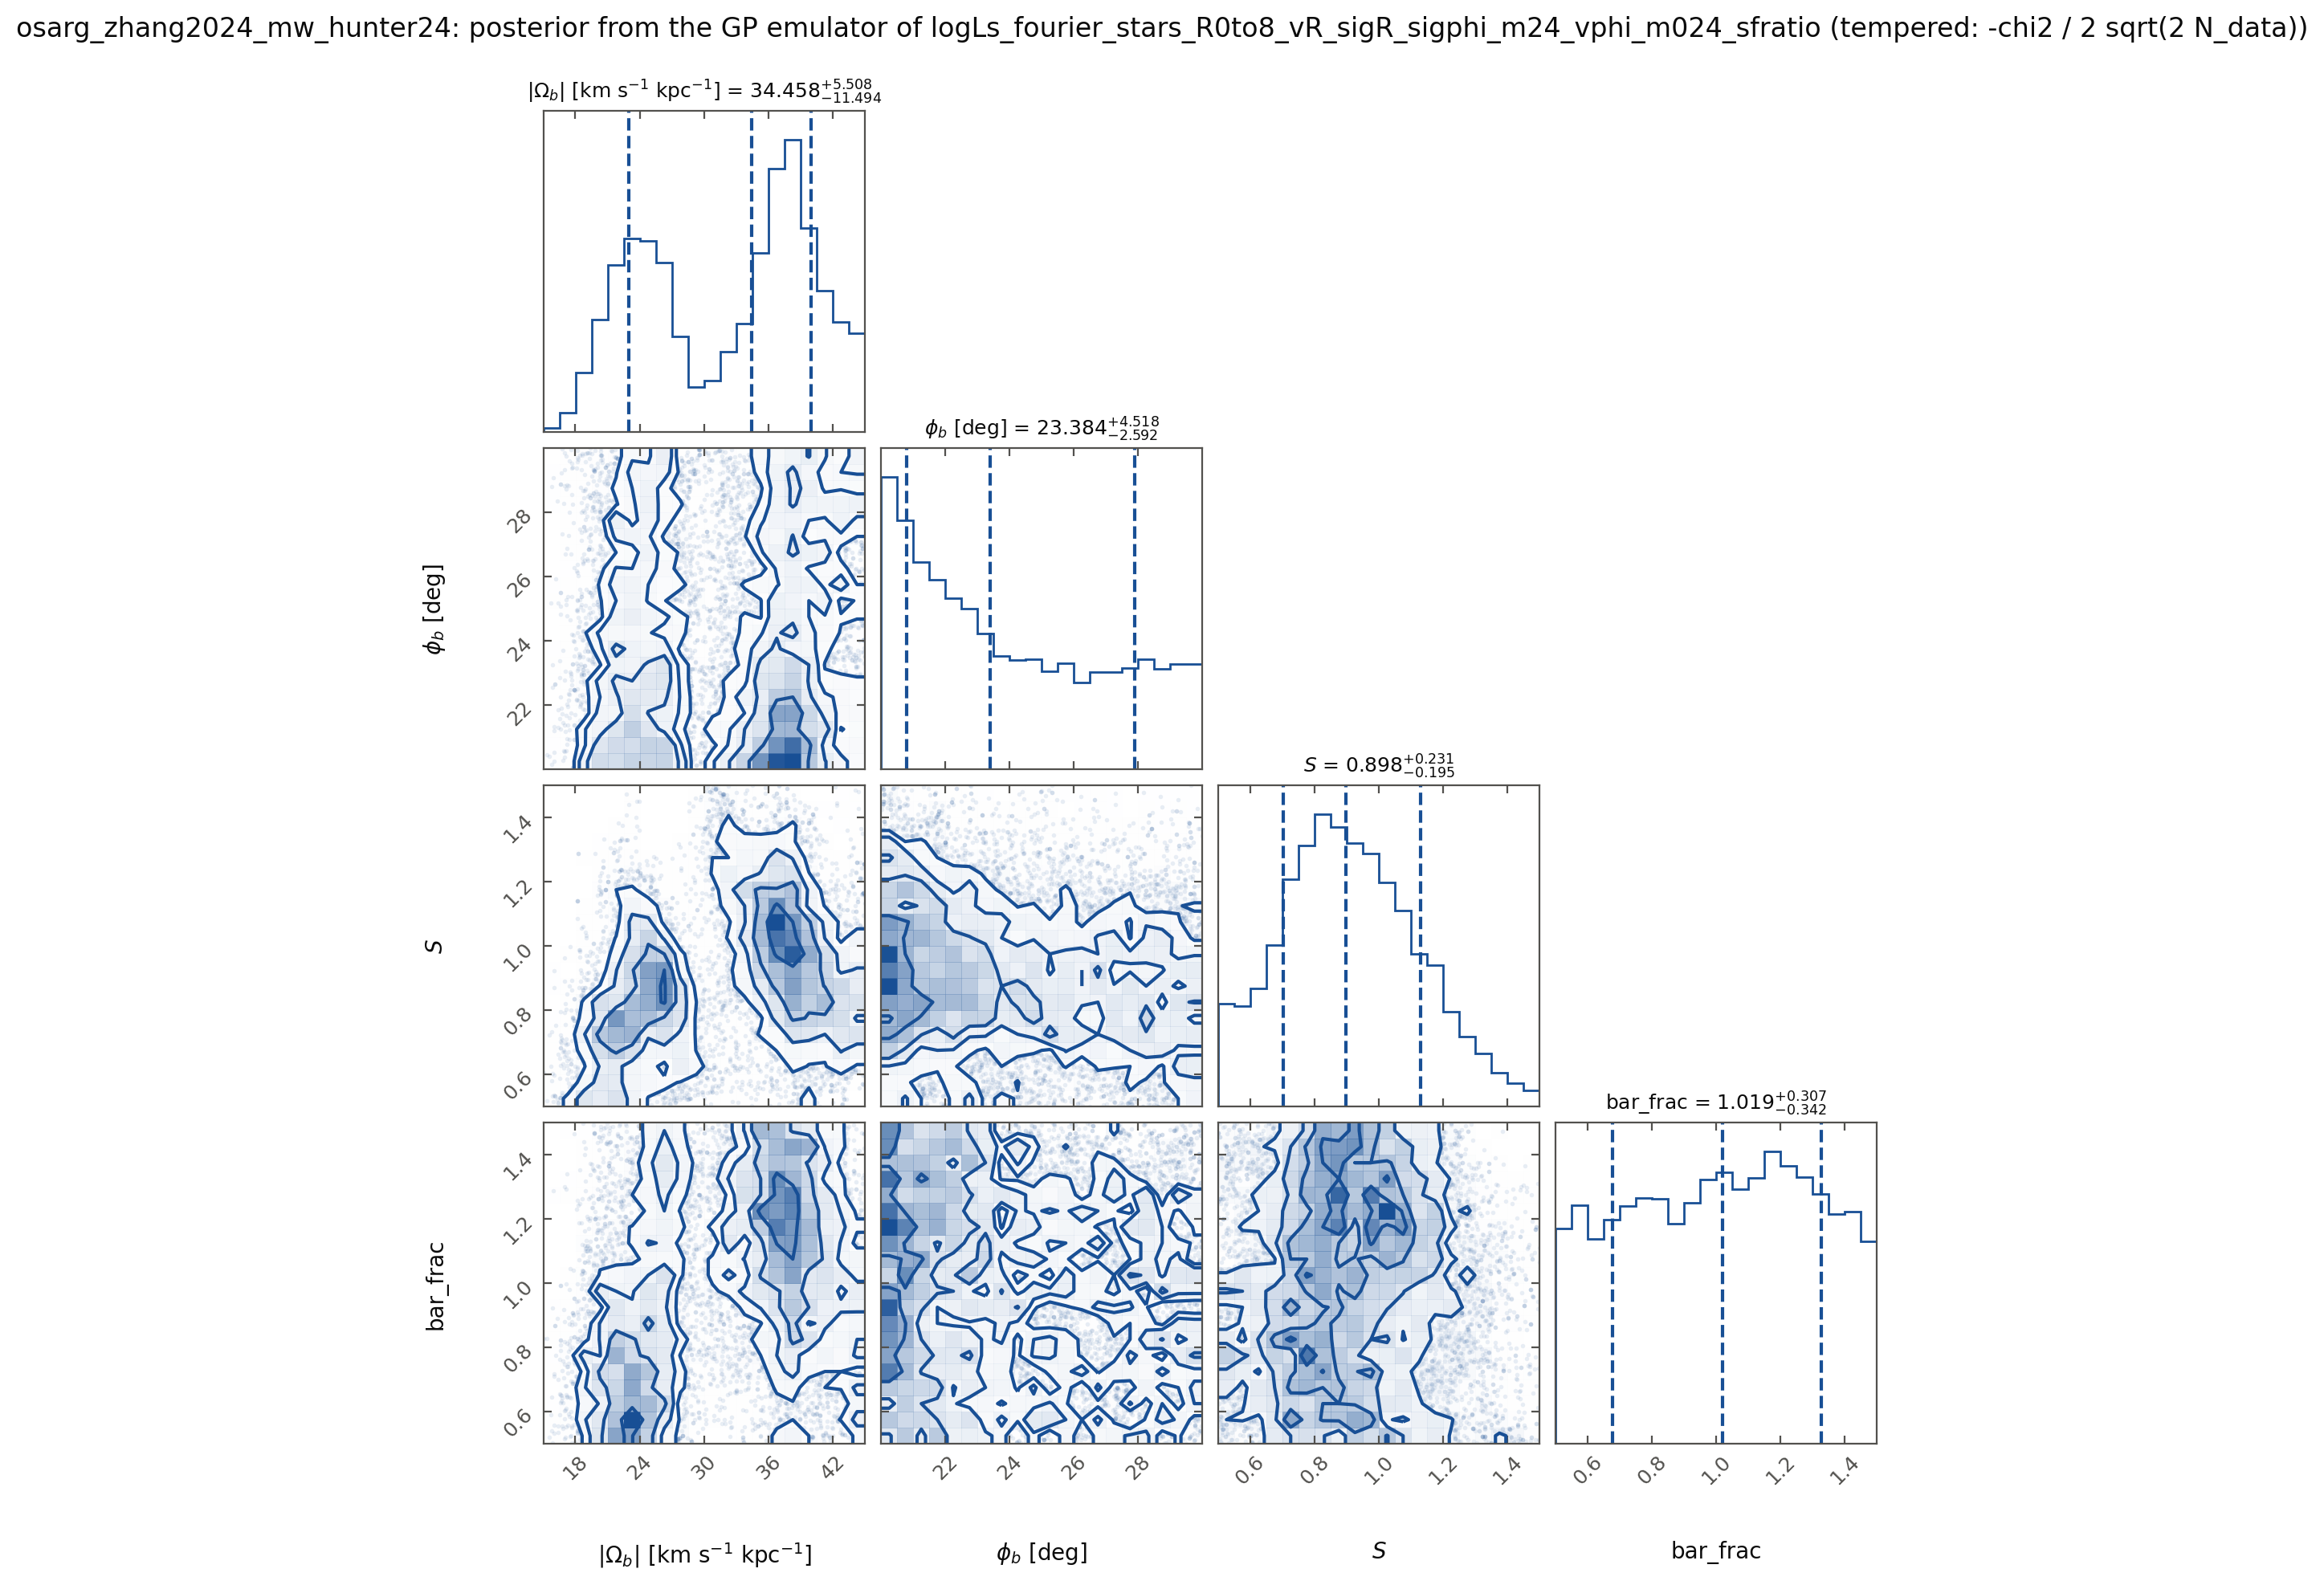 osarg_zhang2024_mw_hunter24: posterior from the GP emulator of logLs_fourier_stars_R0to8_vR_sigR_sigphi_m24_vphi_m024_sfratio (tempered: -chi2 / 2 sqrt(2 N_data))
|Ω_b| [km s⁻¹ kpc⁻¹] = 34.458^{+5.508}_{−11.494}
ϕ_b [deg] = 23.384^{+4.518}_{−2.592}
28
26
24
22
ϕ_b [deg]
S = 0.898^{+0.231}_{−0.195}
1.4
1.2
1.0
0.8
0.6
S
bar_frac = 1.019^{+0.307}_{−0.342}
1.4
1.2
1.0
0.8
0.6
bar_frac
18 24 30 36 42 22 24 26 28 0.6 0.8 1.0 1.2 1.4 0.6 0.8 1.0 1.2 1.4
|Ω_b| [km s⁻¹ kpc⁻¹] ϕ_b [deg] S bar_frac